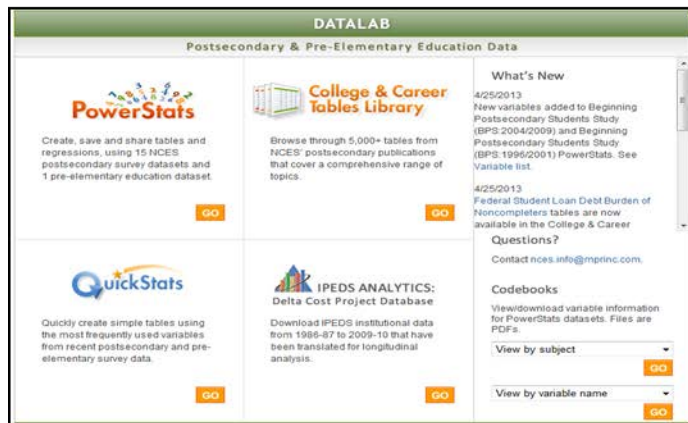 DATALAB
Postsecondary & Pre-Elementary Education Data
PowerStats
Create, save and share tables and
regressions, using 15 NCES
postsecondary survey datasets and
1 pre-elementary education dataset.
GO
College & Career
Tables Library
Browse through 5,000+ tables from
NCES' postsecondary publications
that cover a comprehensive range of
topics.
GO
QuickStats
Quickly create simple tables using
the most frequently used variables
from recent postsecondary and pre-
elementary survey data.
GO
IPEDS ANALYTICS:
Delta Cost Project Database
Download IPEDS institutional data
from 1986-87 to 2009-10 that have
been translated for longitudinal
analysis.
GO
What's New
4/25/2013
New variables added to Beginning
Postsecondary Students Study
(BPS:2004/2009) and Beginning
Postsecondary Students Study
(BPS:1996/2001) PowerStats. See
Variable list.
4/25/2013
Federal Student Loan Debt Burden of
Noncompleters tables are now
available in the College & Career
Questions?
Contact nces.info@mprinc.com.
Codebooks
View/download variable information
for PowerStats datasets. Files are
PDFs.
View by subject
GO
View by variable name
GO